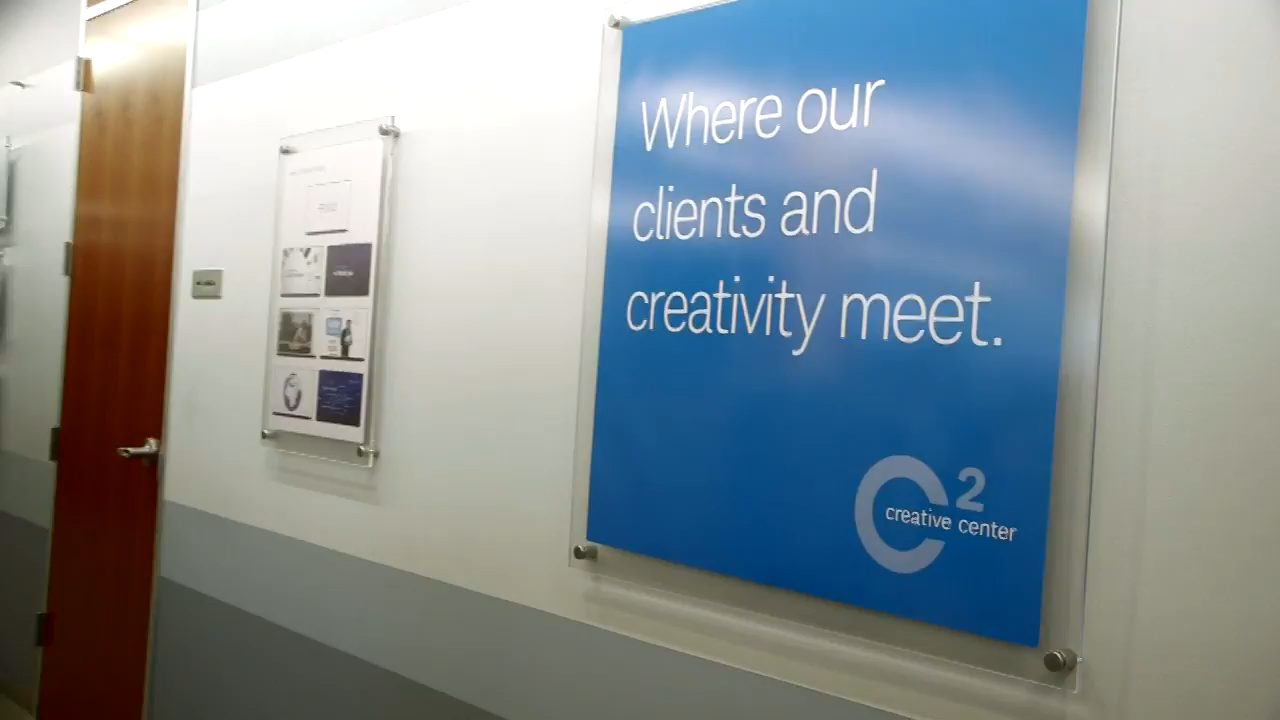 Where our
clients and
creativity meet.
C2
creative center